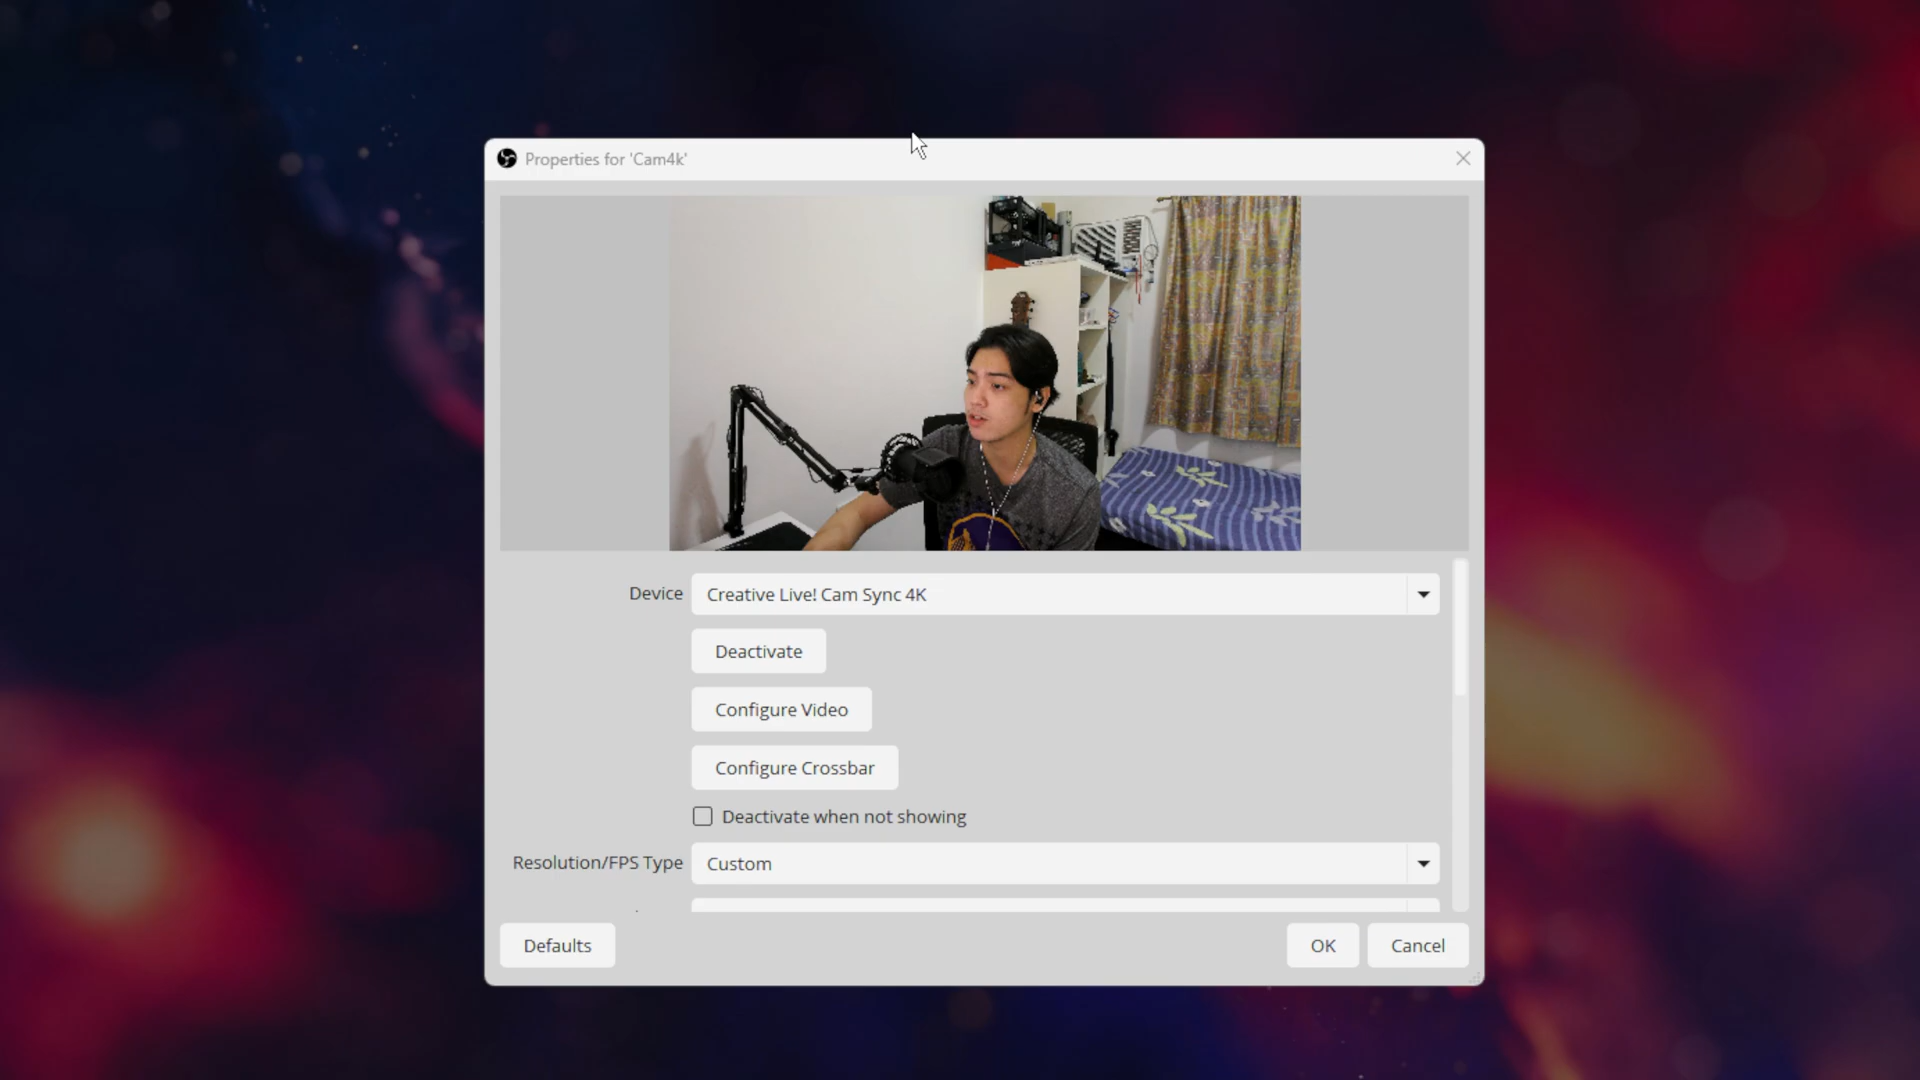 Properties for 'Cam4k'
Device
Creative Live! Cam Sync 4K
Deactivate
Configure Video
Configure Crossbar
Deactivate when not showing
Resolution/FPS Type
Custom
Defaults
OK
Cancel